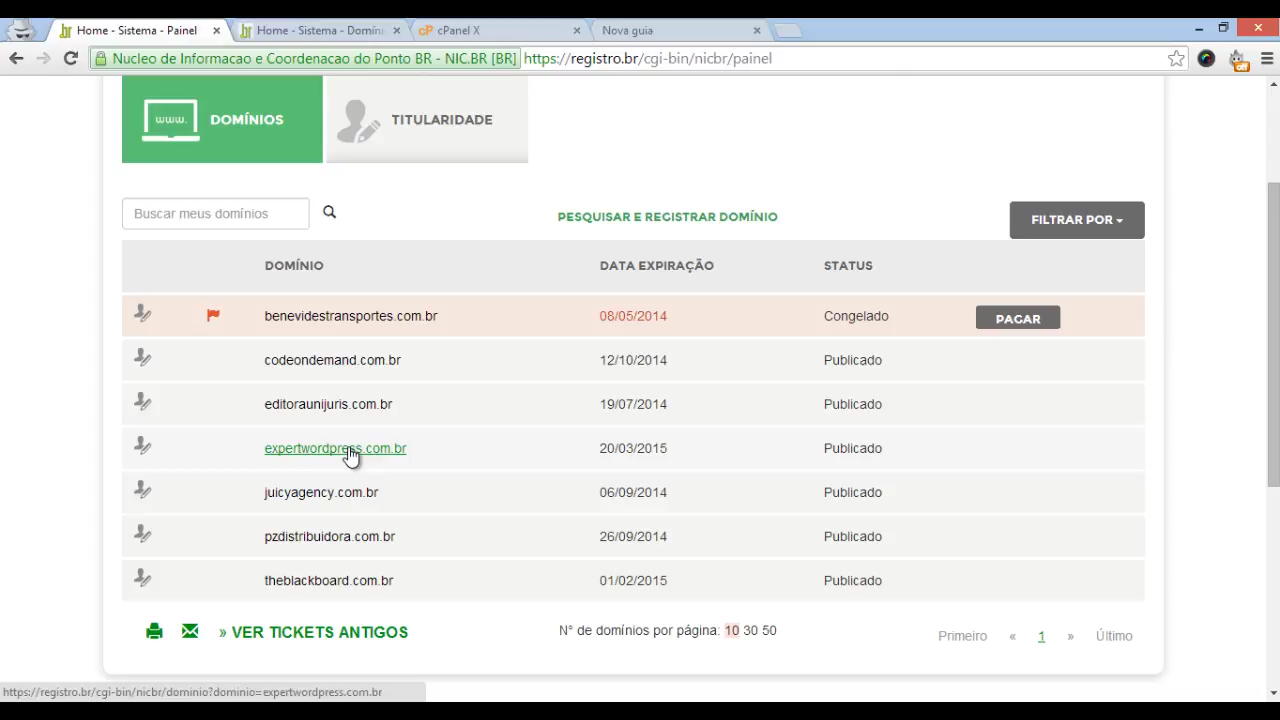 Home - Sistema - Painel
Home - Sistema - Domíni
cP cPanel X
Nova guia
Nucleo de Informacao e Coordenacao do Ponto BR - NIC.BR [BR]
https://registro.br/cgi-bin/nicbr/painel
off
www.
DOMÍNIOS
TITULARIDADE
Buscar meus domínios
PESQUISAR E REGISTRAR DOMÍNIO
FILTRAR POR
DOMÍNIO DATA EXPIRAÇÃO STATUS
benevidestransportes.com.br 08/05/2014 Congelado PAGAR
codeondemand.com.br 12/10/2014 Publicado
editoraunijuris.com.br 19/07/2014 Publicado
expertwordpress.com.br 20/03/2015 Publicado
juicyagency.com.br 06/09/2014 Publicado
pzdistribuidora.com.br 26/09/2014 Publicado
theblackboard.com.br 01/02/2015 Publicado
» VER TICKETS ANTIGOS
N° de domínios por página: 10 30 50
Primeiro « 1 » Último
https://registro.br/cgi-bin/nicbr/dominio?dominio=expertwordpress.com.br